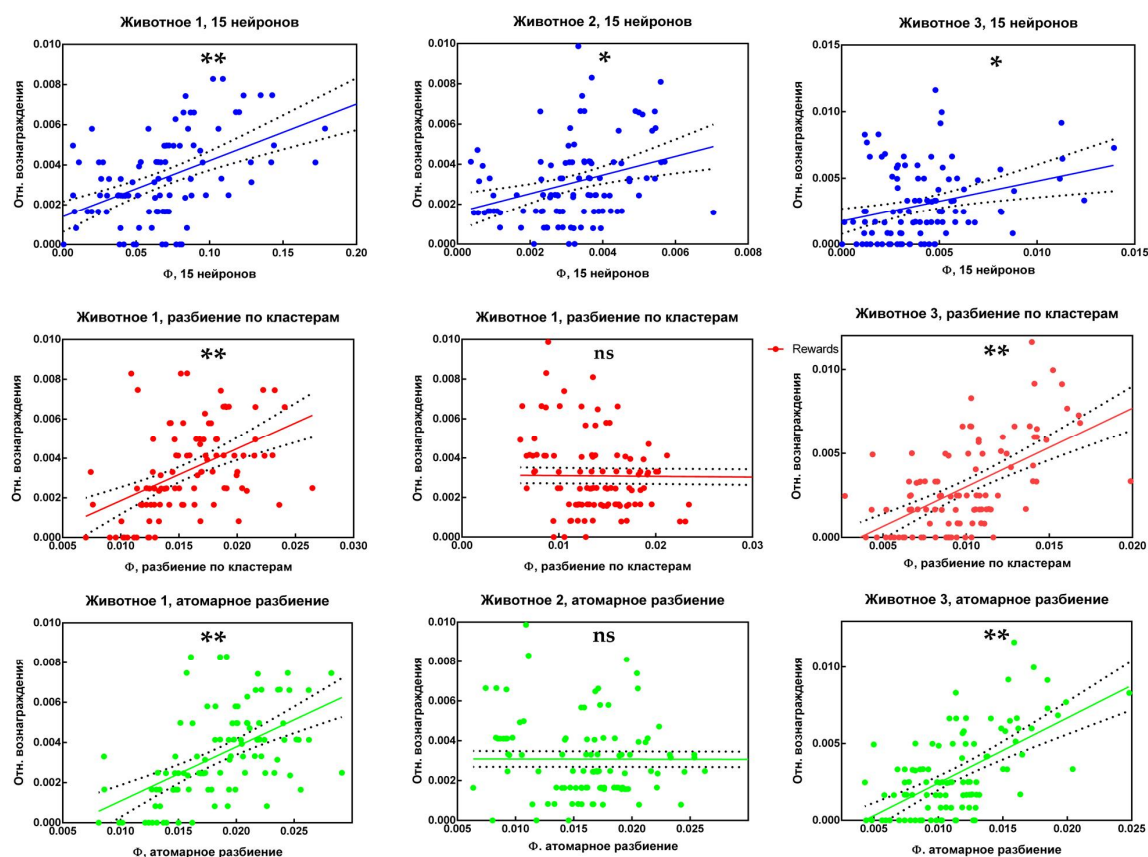 Животное 1, 15 нейронов
Отн. вознаграждения
0.010
0.008
0.006
0.004
0.002
0.000
**
0.00 0.05 0.10 0.15 0.20
Φ, 15 нейронов
Животное 2, 15 нейронов
Отн. вознаграждения
0.010
0.008
0.006
0.004
0.002
0.000
*
0.000 0.002 0.004 0.006 0.008
Φ, 15 нейронов
Животное 3, 15 нейронов
Отн. вознаграждения
0.015
0.010
0.005
0.000
*
0.000 0.005 0.010 0.015
Φ, 15 нейронов
Животное 1, разбиение по кластерам
Отн. вознаграждения
0.010
0.008
0.006
0.004
0.002
0.000
**
0.005 0.010 0.015 0.020 0.025 0.030
Φ, разбиение по кластерам
Животное 1, разбиение по кластерам
Отн. вознаграждения
0.010
0.008
0.006
0.004
0.002
0.000
ns
0.00 0.01 0.02 0.03
Φ, разбиение по кластерам
Rewards
Животное 3, разбиение по кластерам
Отн. вознаграждения
0.010
0.005
0.000
**
0.005 0.010 0.015 0.020
Φ, разбиение по кластерам
Животное 1, атомарное разбиение
Отн. вознаграждения
0.010
0.008
0.006
0.004
0.002
0.000
**
0.005 0.010 0.015 0.020 0.025
Φ. атомарное разбиение
Животное 2, атомарное разбиение
Отн. вознаграждения
0.010
0.008
0.006
0.004
0.002
0.000
ns
0.005 0.010 0.015 0.020 0.025
Φ. атомарное разбиение
Животное 3, атомарное разбиение
Отн. вознаграждения
0.010
0.005
0.000
**
0.005 0.010 0.015 0.020 0.025
Φ, атомарное разбиение